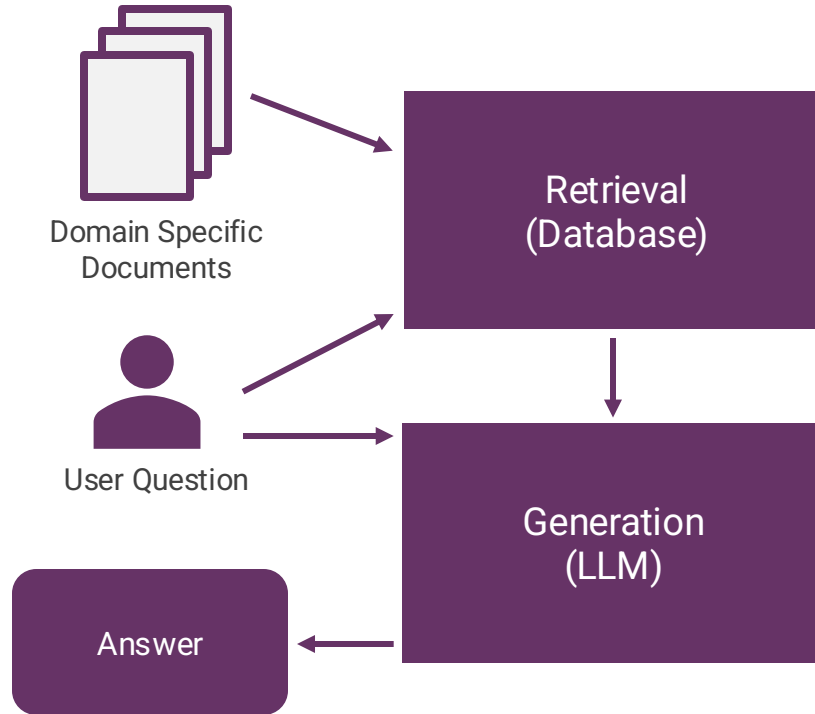 Domain Specific
Documents
Retrieval
(Database)
User Question
Generation
(LLM)
Answer